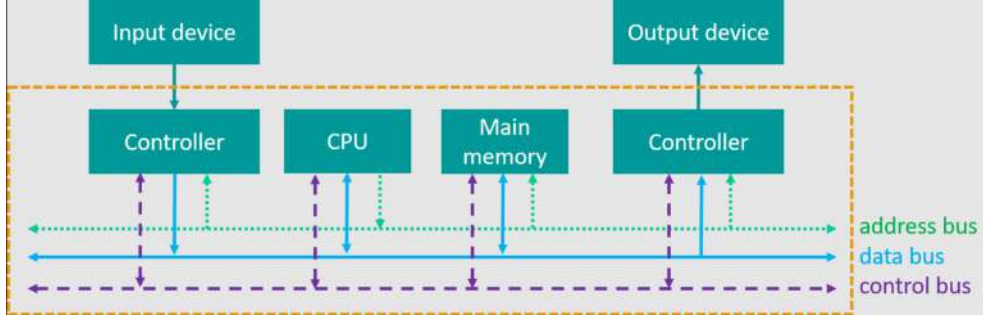 Input device
Output device
Controller
CPU
Main
memory
Controller
address bus
data bus
control bus